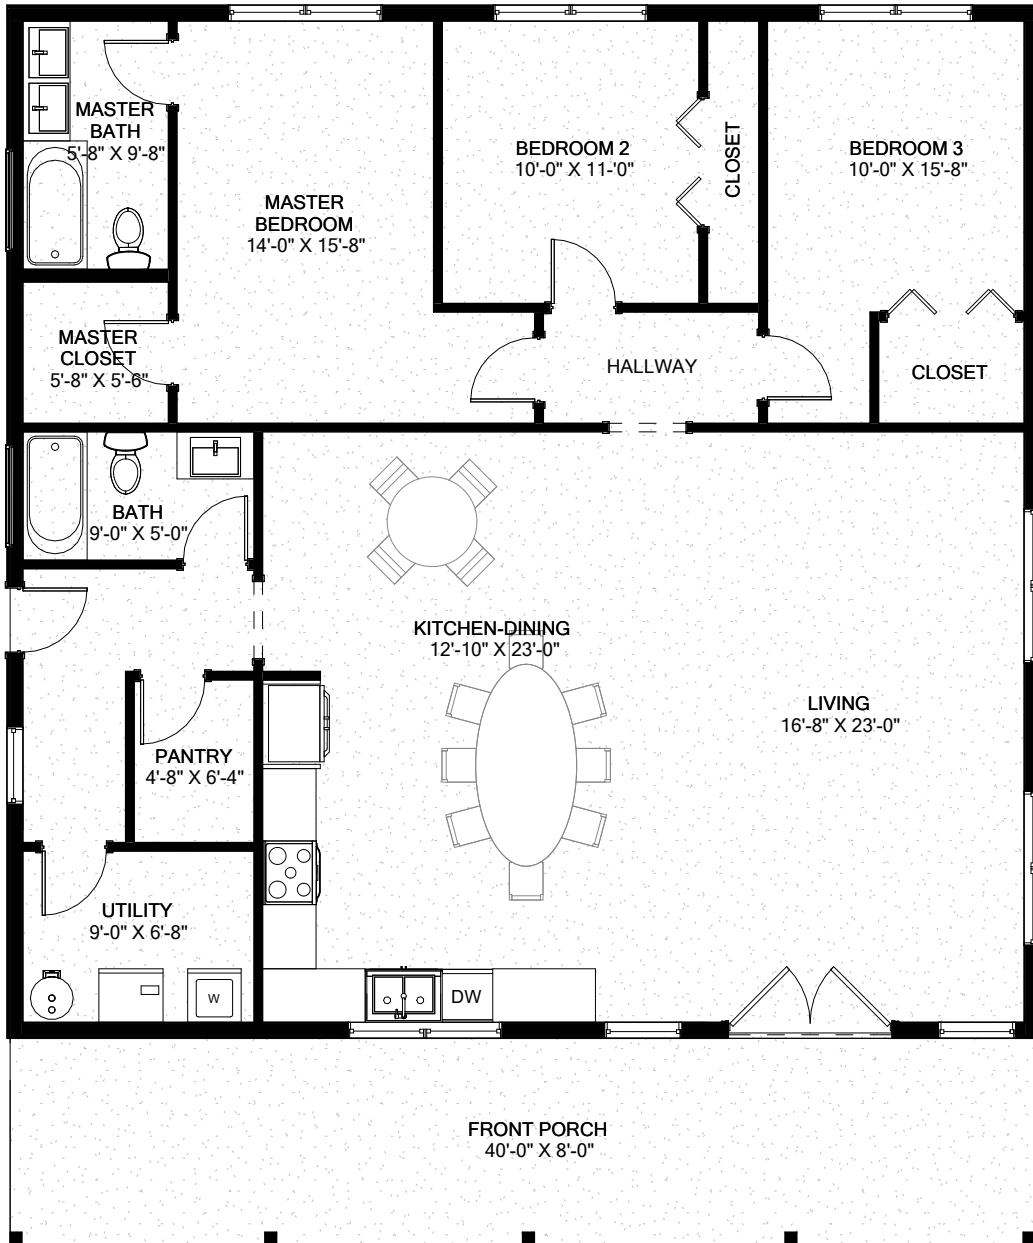 MASTER
BATH
5'-8" X 9'-8"
MASTER
BEDROOM
14'-0" X 15'-8"
BEDROOM 2
10'-0" X 11'-0"
CLOSET
BEDROOM 3
10'-0" X 15'-8"
MASTER
CLOSET
5'-8" X 5'-6"
HALLWAY
CLOSET
BATH
9'-0" X 5'-0"
KITCHEN-DINING
12'-10" X 23'-0"
LIVING
16'-8" X 23'-0"
PANTRY
4'-8" X 6'-4"
UTILITY
9'-0" X 6'-8"
W
DW
FRONT PORCH
40'-0" X 8'-0"